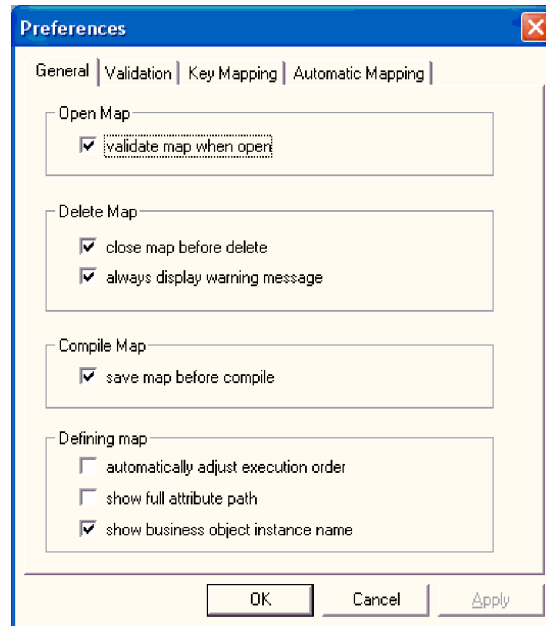 Preferences
General Validation Key Mapping Automatic Mapping
Open Map
validate map when open
Delete Map
close map before delete
always display warning message
Compile Map
save map before compile
Defining map
automatically adjust execution order
show full attribute path
show business object instance name
OK Cancel Apply